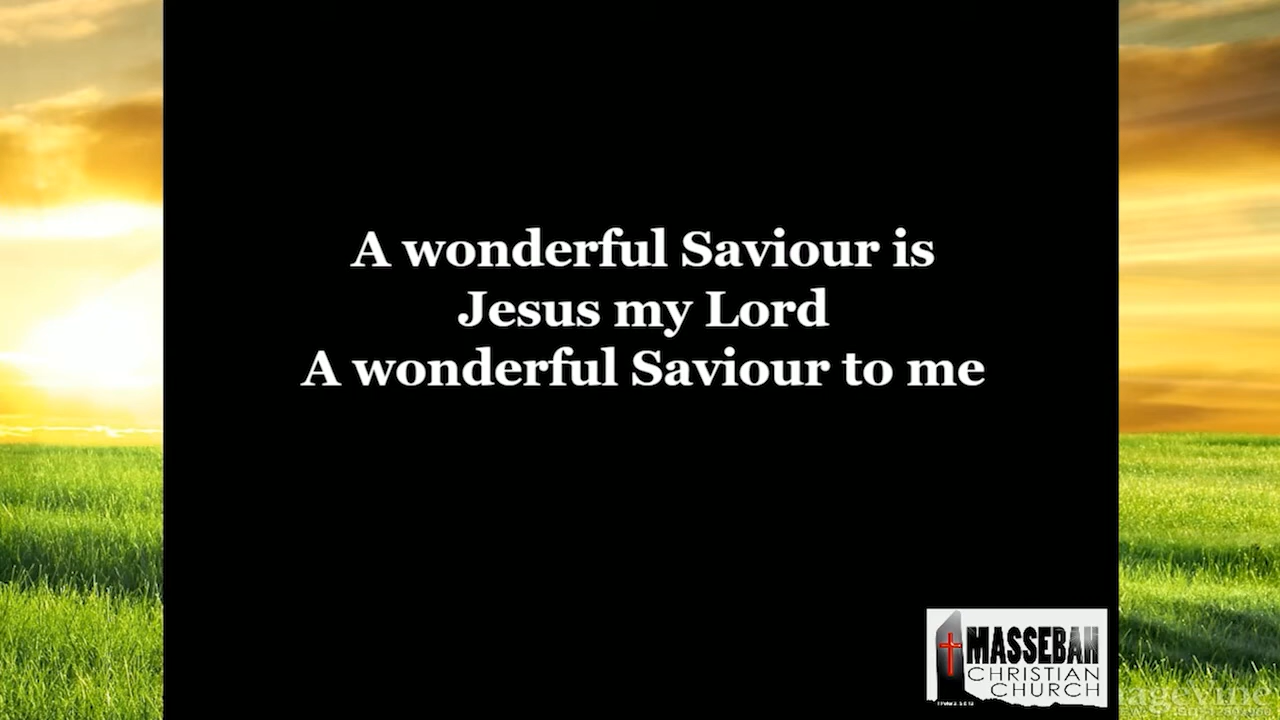 A wonderful Saviour is
Jesus my Lord
A wonderful Saviour to me
MASSEBAH
CHRISTIAN
CHURCH